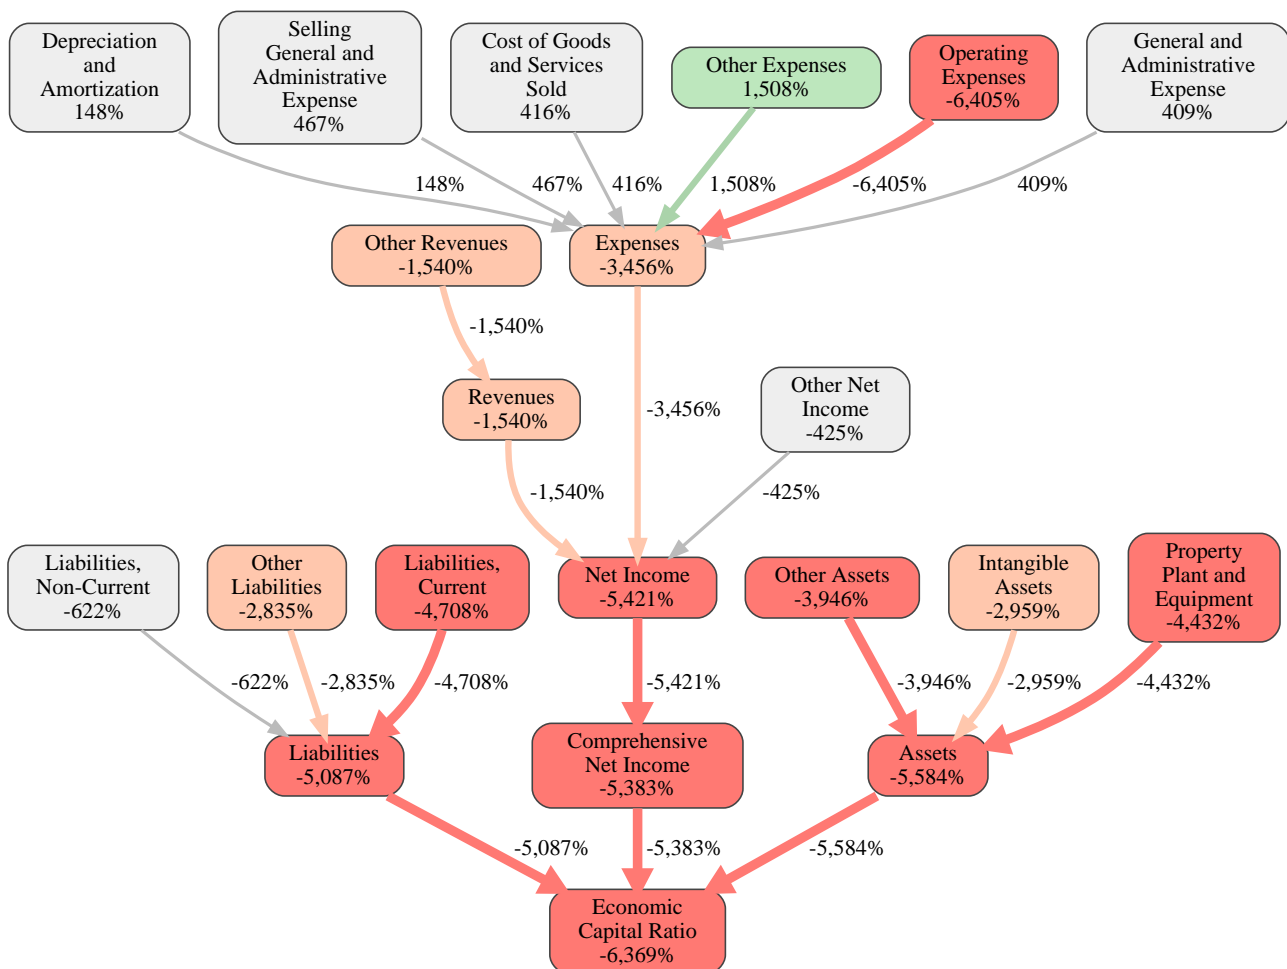 Depreciation
and
Amortization
148%
Selling
General and
Administrative
Expense
467%
Cost of Goods
and Services
Sold
416%
Other Expenses
1,508%
Operating
Expenses
-6,405%
General and
Administrative
Expense
409%
148%
467%
416%
1,508%
-6,405%
409%
Other Revenues
-1,540%
Expenses
-3,456%
-1,540%
Revenues
-1,540%
-3,456%
Other Net
Income
-425%
-1,540%
-425%
Liabilities,
Non-Current
-622%
Other
Liabilities
-2,835%
Liabilities,
Current
-4,708%
Net Income
-5,421%
Other Assets
-3,946%
Intangible
Assets
-2,959%
Property
Plant and
Equipment
-4,432%
-622%
-2,835%
-4,708%
-5,421%
-3,946%
-2,959%
-4,432%
Liabilities
-5,087%
Comprehensive
Net Income
-5,383%
Assets
-5,584%
-5,087%
-5,383%
-5,584%
Economic
Capital Ratio
-6,369%